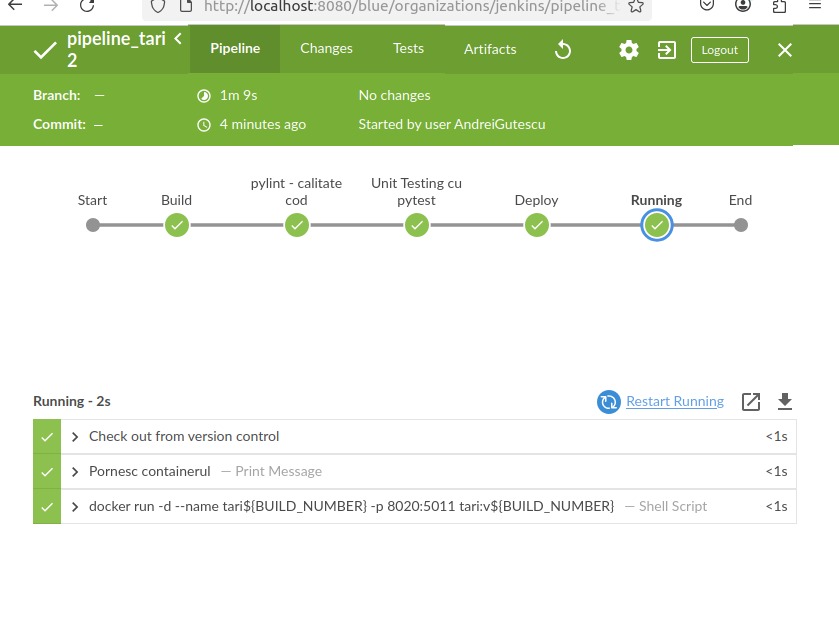 http://localhost:8080/blue/organizations/jenkins/pipeline_
pipeline_tari
2
Pipeline
Changes
Tests
Artifacts
Logout
Branch: —
1m 9s
No changes
Commit: —
4 minutes ago
Started by user AndreiGutescu
Start
Build
pylint - calitate
cod
Unit Testing cu
pytest
Deploy
Running
End
Running - 2s
Restart Running
Check out from version control
<1s
Pornesc containerul — Print Message
<1s
docker run -d --name tari${BUILD_NUMBER} -p 8020:5011 tari:v${BUILD_NUMBER} — Shell Script
<1s